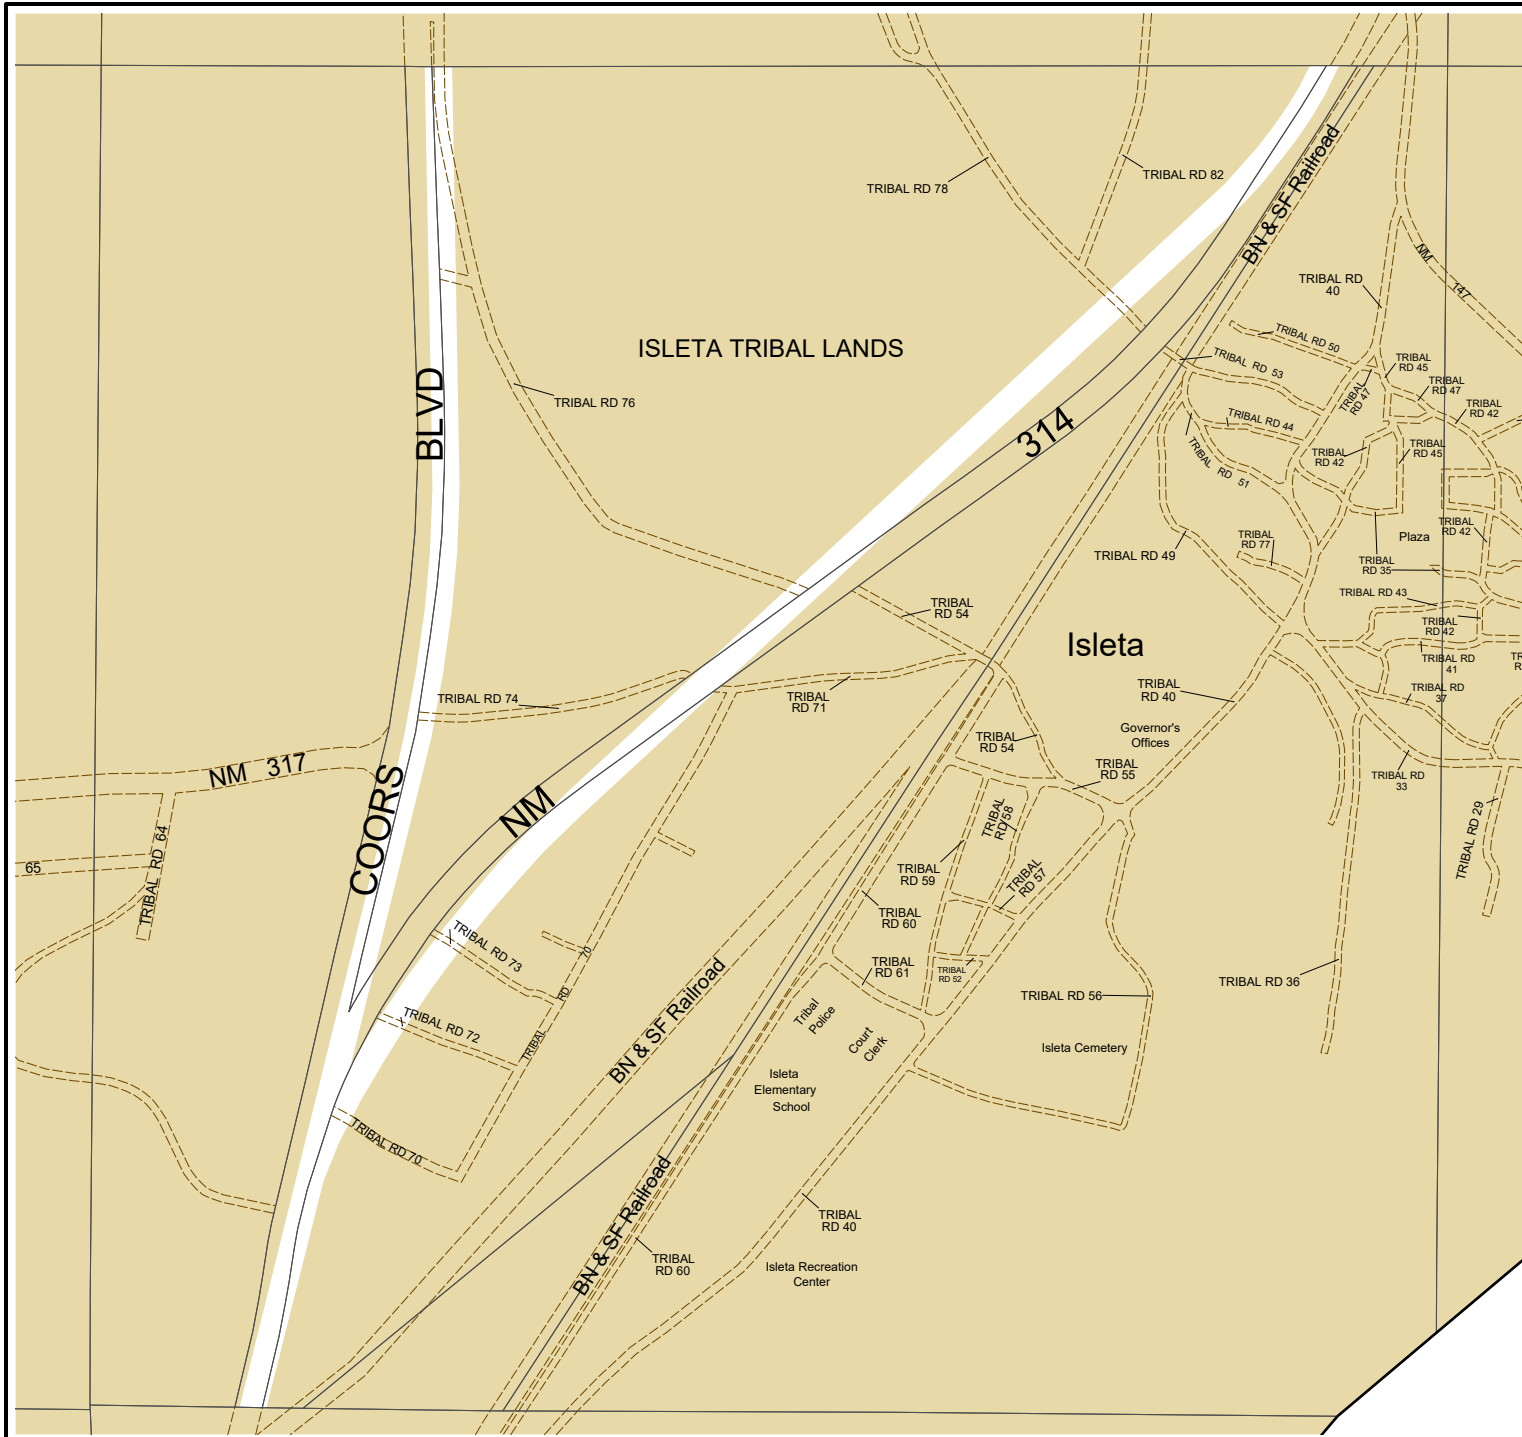 TRIBAL RD 78
TRIBAL RD 82
BN & SF Railroad
NM
147
TRIBAL RD
40
ISLETA TRIBAL LANDS
TRIBAL RD 50
TRIBAL RD 53
TRIBAL
RD 45
TRIBAL
RD 47
TRIBAL
RD 47
TRIBAL
RD 42
BLVD
TRIBAL RD 76
314
TRIBAL RD 44
TRIBAL
RD 42
TRIBAL
RD 45
TRIBAL RD 51
TRIBAL RD 49
TRIBAL
RD 77
Plaza
TRIBAL
RD 42
TRIBAL
RD 35
TRIBAL RD 43
TRIBAL
RD 54
TRIBAL
RD 42
Isleta
TRIBAL RD
41
TRIBAL RD 74
TRIBAL
RD 71
TRIBAL
RD 40
TRIBAL RD
37
Governor's
Offices
TRIBAL
RD 54
TRIBAL
RD 55
TRIBAL RD
33
NM 317
COORS
NM
TRIBAL RD 64
65
TRIBAL
RD 58
TRIBAL RD 29
TRIBAL
RD 59
TRIBAL
RD 57
TRIBAL
RD 60
TRIBAL RD 73
TRIBAL RD 70
TRIBAL
RD 61
TRIBAL
RD 52
TRIBAL RD 56
TRIBAL RD 36
BN & SF Railroad
TRIBAL RD 72
Tribal
Police
Court
Clerk
Isleta Cemetery
Isleta
Elementary
School
TRIBAL RD 70
BN & SF Railroad
TRIBAL
RD 40
TRIBAL
RD 60
Isleta Recreation
Center